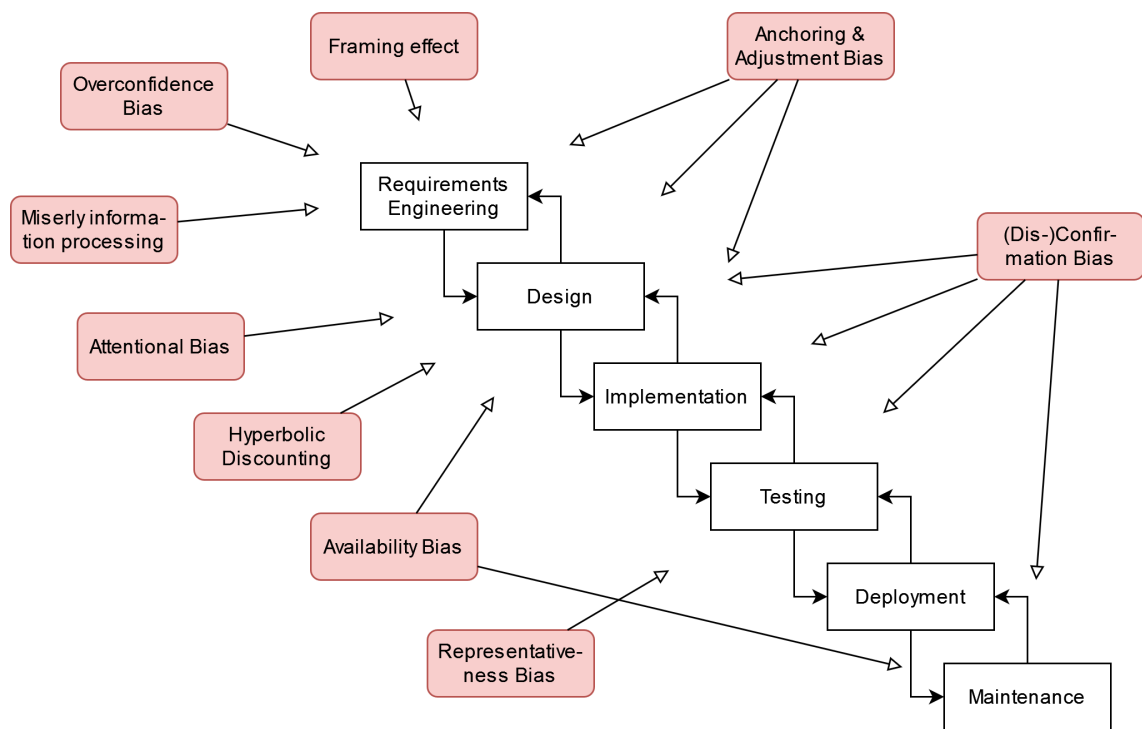 Framing effect
Anchoring &
Adjustment Bias
Overconfidence
Bias
Requirements
Engineering
Miserly informa-
tion processing
(Dis-)Confir-
mation Bias
Design
Attentional Bias
Implementation
Hyperbolic
Discounting
Testing
Availability Bias
Deployment
Representative-
ness Bias
Maintenance